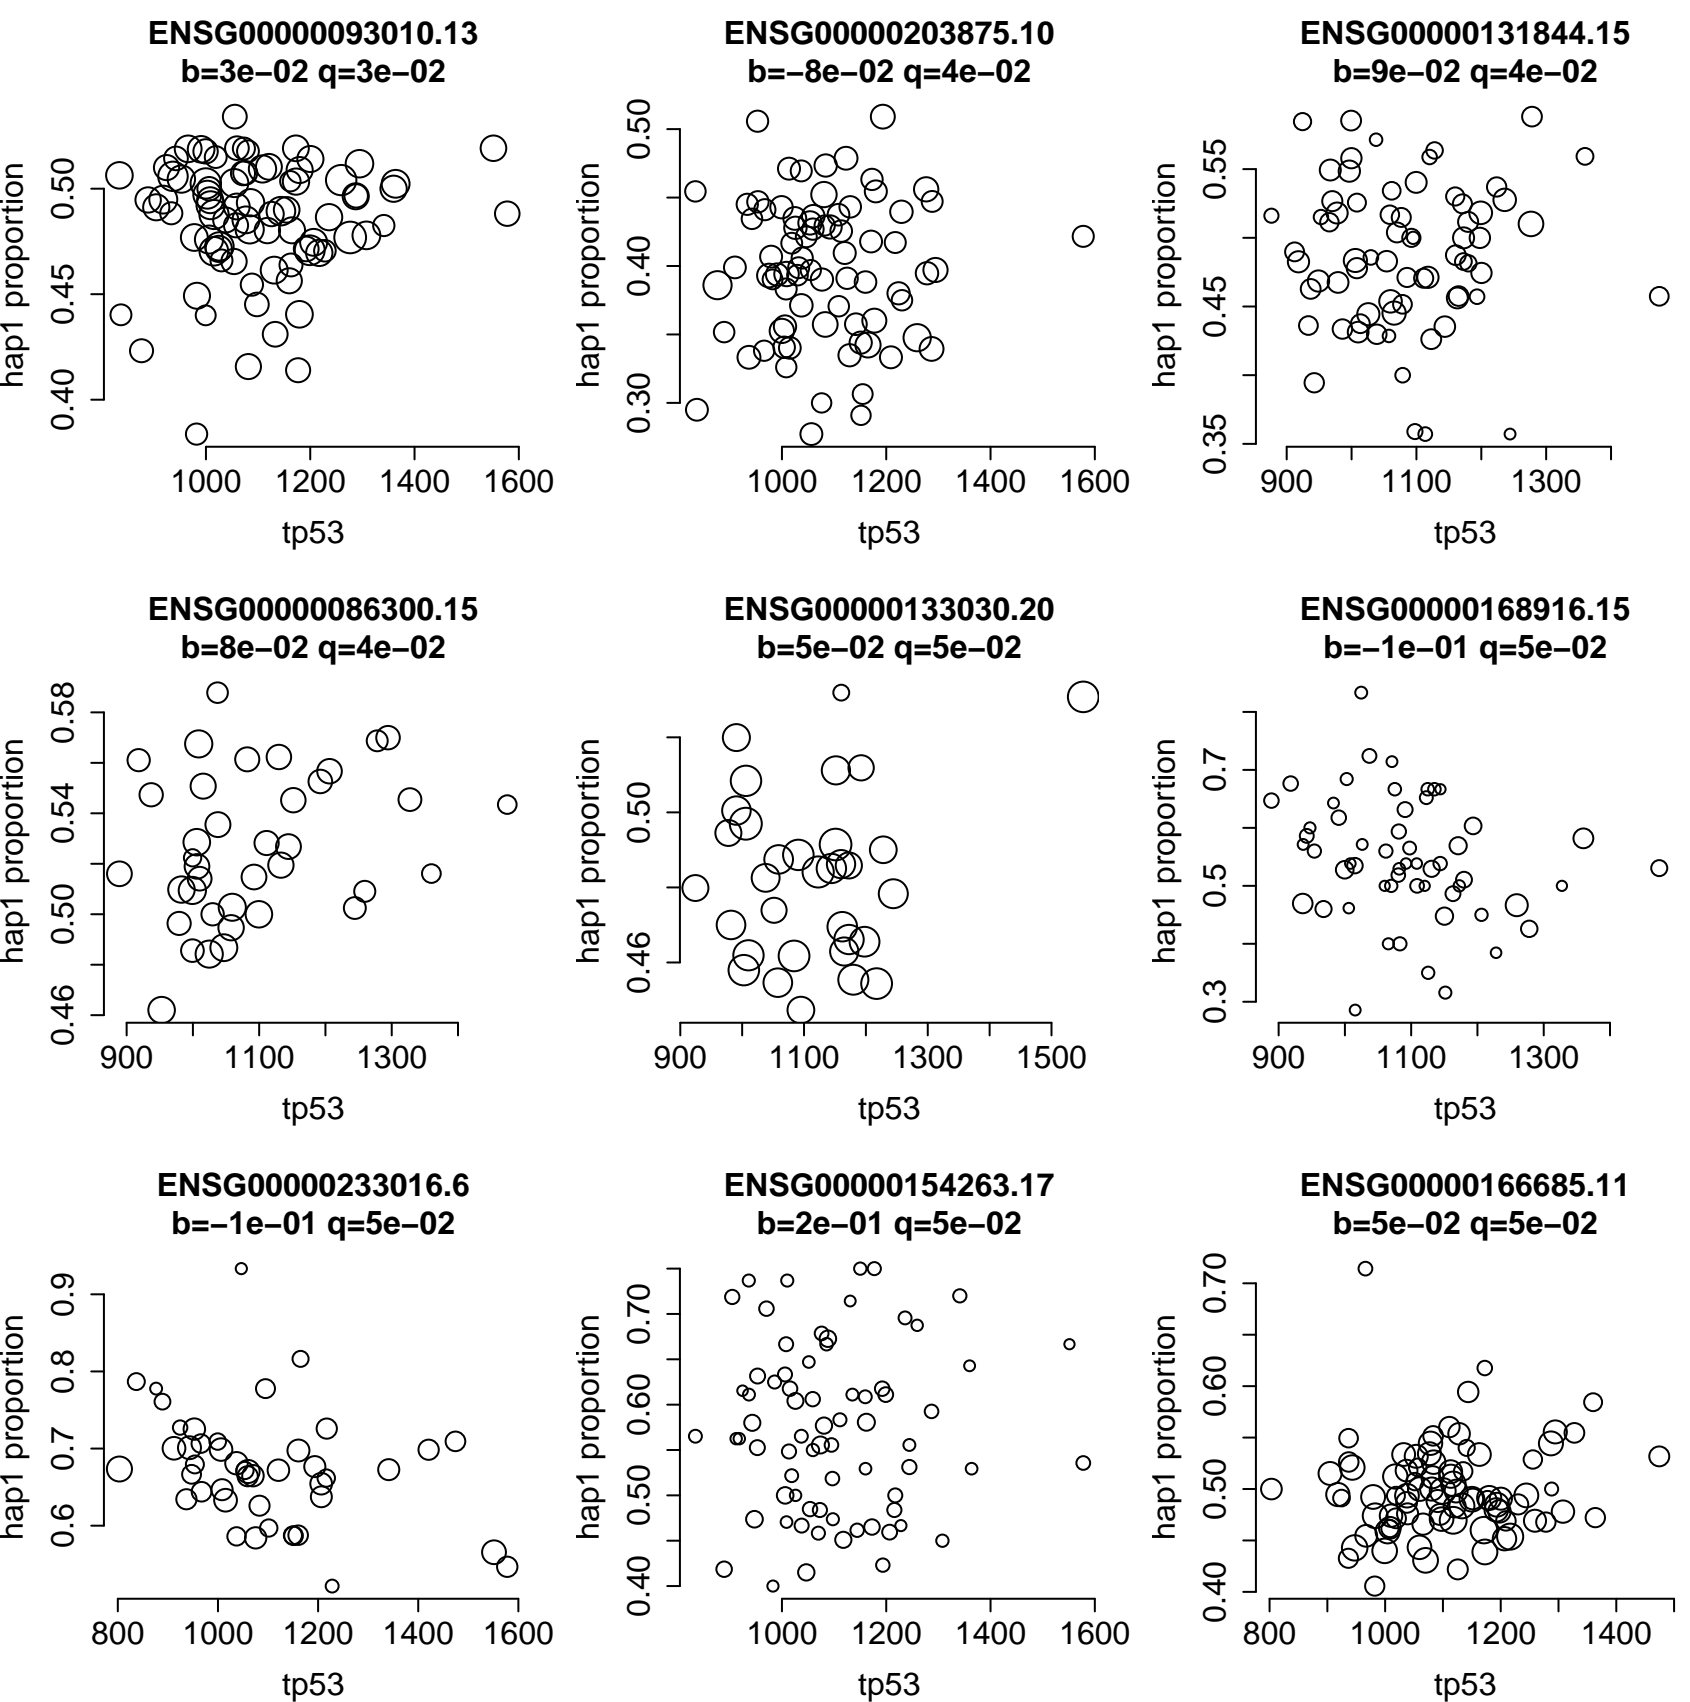 ENSG00000093010.13
b=3e−02 q=3e−02
hap1 proportion
0.40 0.45 0.50
1000 1200 1400 1600
tp53
ENSG00000203875.10
b=−8e−02 q=4e−02
hap1 proportion
0.30 0.40 0.50
1000 1200 1400 1600
tp53
ENSG00000131844.15
b=9e−02 q=4e−02
hap1 proportion
0.35 0.45 0.55
900 1100 1300
tp53
ENSG00000086300.15
b=8e−02 q=4e−02
hap1 proportion
0.46 0.50 0.54 0.58
900 1100 1300
tp53
ENSG00000133030.20
b=5e−02 q=5e−02
hap1 proportion
0.46 0.50
900 1100 1300 1500
tp53
ENSG00000168916.15
b=−1e−01 q=5e−02
hap1 proportion
0.3 0.5 0.7
900 1100 1300
tp53
ENSG00000233016.6
b=−1e−01 q=5e−02
hap1 proportion
0.6 0.7 0.8 0.9
800 1000 1200 1400 1600
tp53
ENSG00000154263.17
b=2e−01 q=5e−02
hap1 proportion
0.40 0.50 0.60 0.70
1000 1200 1400 1600
tp53
ENSG00000166685.11
b=5e−02 q=5e−02
hap1 proportion
0.40 0.50 0.60 0.70
800 1000 1200 1400
tp53